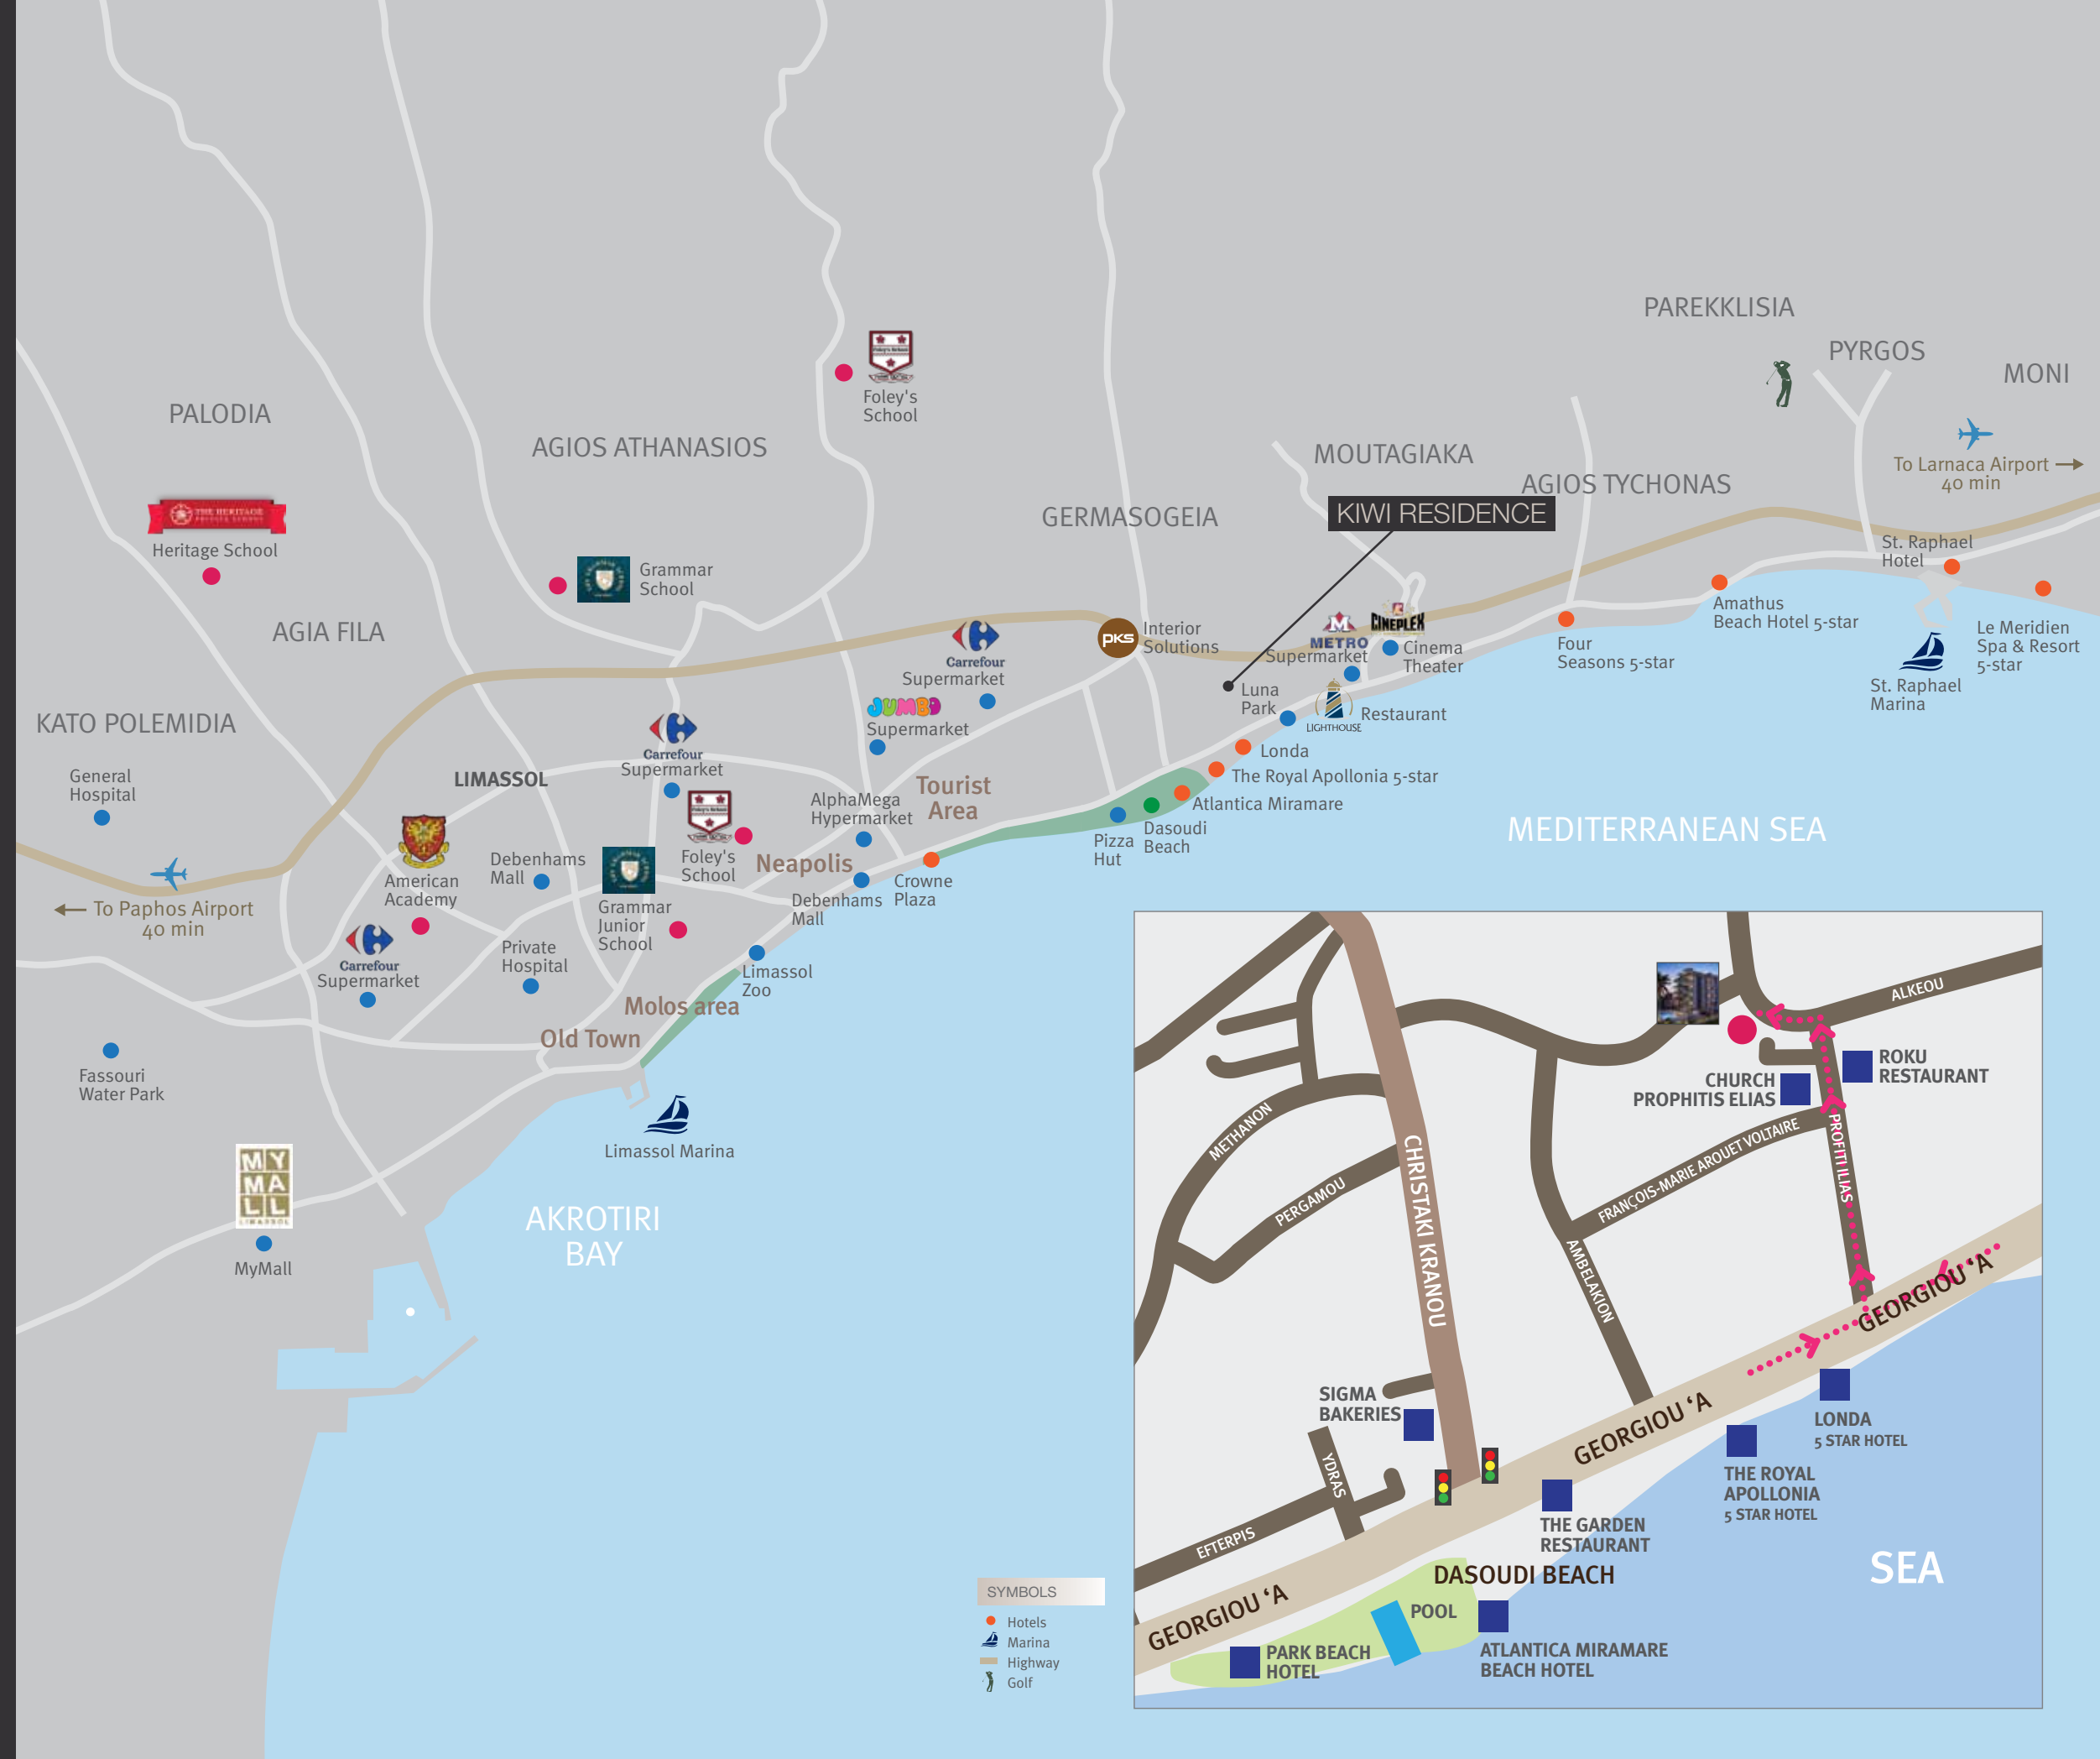 PAREKKLISIA
PYRGOS
MONI
Foley's
School
PALODIA
AGIOS ATHANASIOS
MOUTAGIAKA
To Larnaca Airport
40 min
AGIOS TYCHONAS
KIWI RESIDENCE
GERMASOGEIA
THE HERITAGE
PRIVATE SCHOOL
Heritage School
St. Raphael
Hotel
Grammar
School
AGIA FILA
pks
Interior
Solutions
METRO
Supermarket
CINEPLEX
Cinema
Theater
Four
Seasons 5-star
Amathus
Beach Hotel 5-star
Le Meridien
Spa & Resort
5-star
St. Raphael
Marina
Carrefour
Supermarket
JUMBO
Supermarket
Luna
Park
LIGHTHOUSE
Restaurant
KATO POLEMIDIA
Londa
The Royal Apollonia 5-star
Atlantica Miramare
General
Hospital
LIMASSOL
Carrefour
Supermarket
Tourist
Area
AlphaMega
Hypermarket
Pizza
Hut
Dasoudi
Beach
MEDITERRANEAN SEA
Debenhams
Mall
Foley's
School
Neapolis
Crowne
Plaza
Debenhams
Mall
American
Academy
To Paphos Airport
40 min
Grammar
Junior
School
Carrefour
Supermarket
Private
Hospital
Limassol
Zoo
Molos area
Old Town
Fassouri
Water Park
Limassol Marina
MY
MA
LL
LIMASSOL
MyMall
AKROTIRI
BAY
SYMBOLS
Hotels
Marina
Highway
Golf
ALKEOU
ROKU
RESTAURANT
CHURCH
PROPHITIS ELIAS
METHANON
CHRISTAKI KRANOU
PROFITI ILIAS
FRANÇOIS-MARIE AROUET VOLTAIRE
PERGAMOU
AMBELAKION
GEORGIOU ‘A
SIGMA
BAKERIES
GEORGIOU ‘A
LONDA
5 STAR HOTEL
YDRAS
THE ROYAL
APOLLONIA
5 STAR HOTEL
THE GARDEN
RESTAURANT
EFTERPIS
DASOUDI BEACH
SEA
GEORGIOU ‘A
POOL
PARK BEACH
HOTEL
ATLANTICA MIRAMARE
BEACH HOTEL